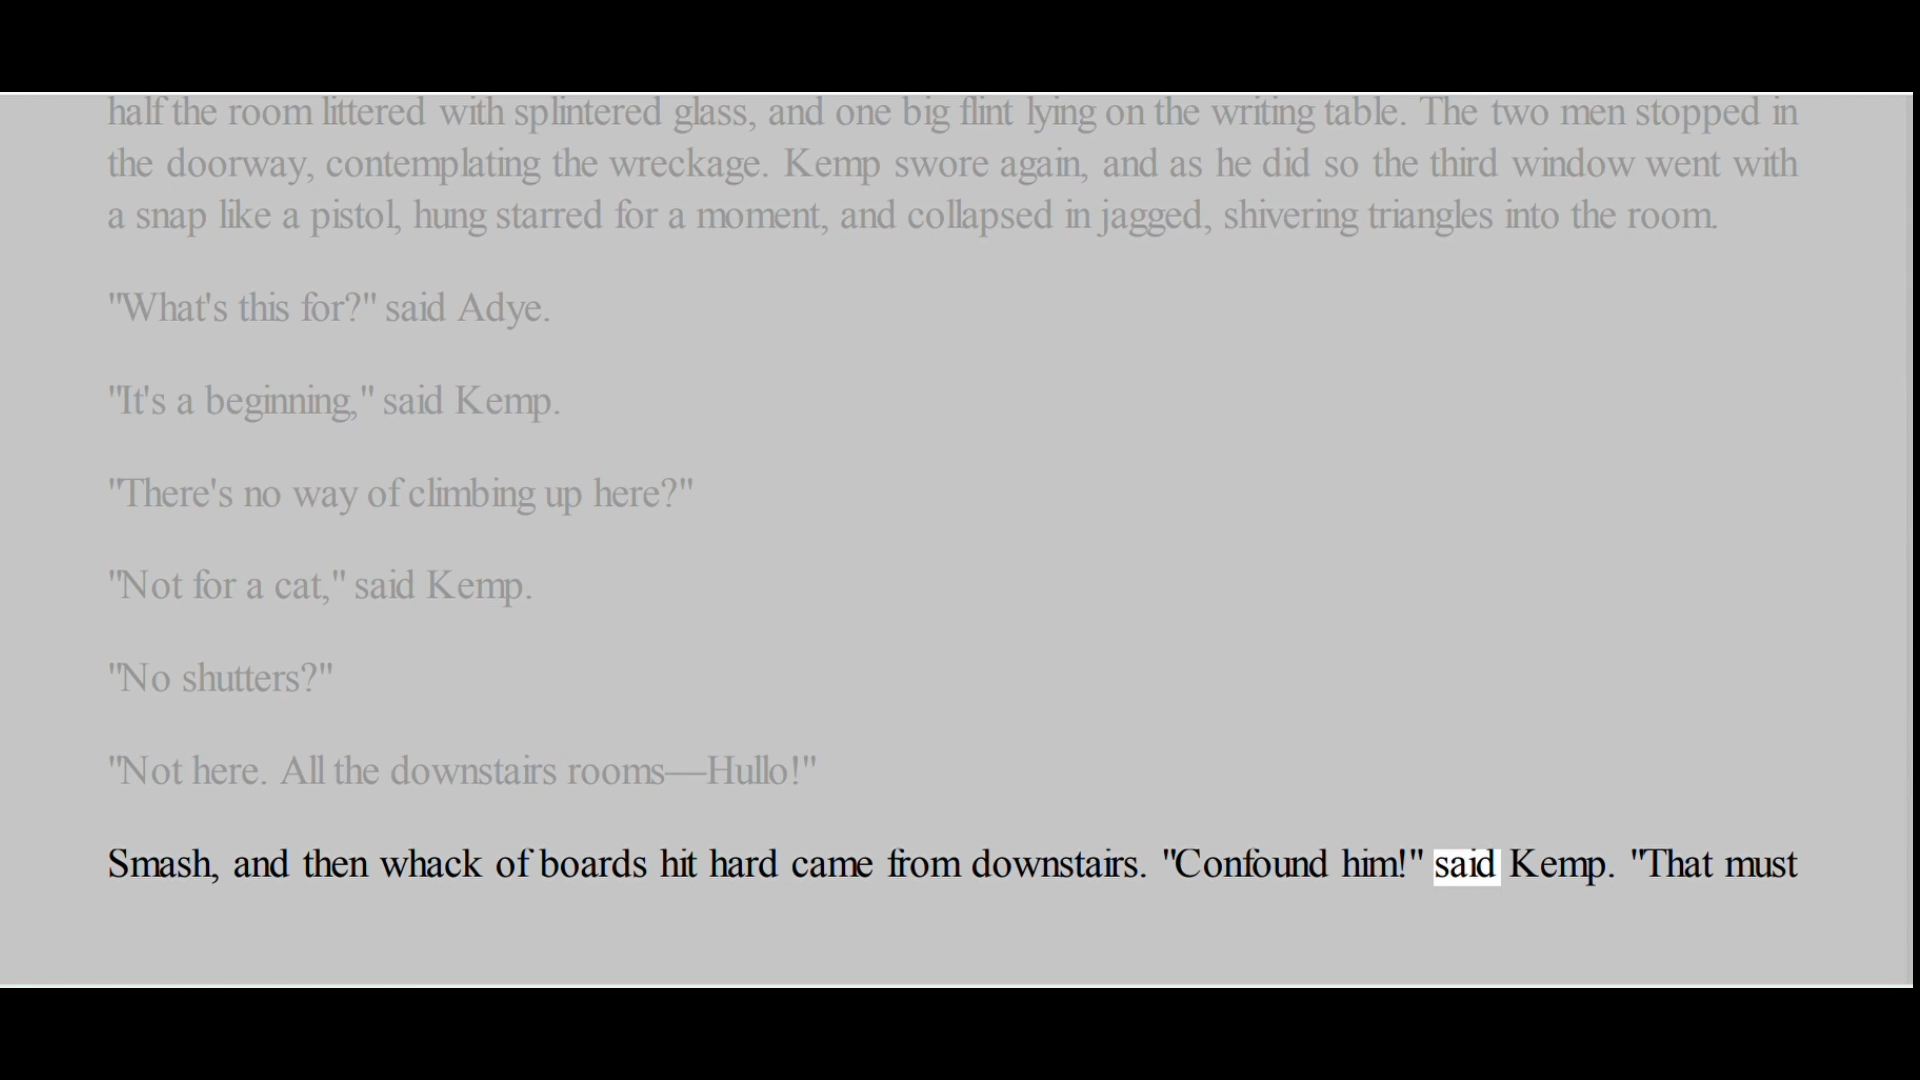 half the room littered with splintered glass, and one big flint lying on the writing table. The two men stopped in
the doorway, contemplating the wreckage. Kemp swore again, and as he did so the third window went with
a snap like a pistol, hung starred for a moment, and collapsed in jagged, shivering triangles into the room.
"What's this for?" said Adye.
"It's a beginning," said Kemp.
"There's no way of climbing up here?"
"Not for a cat," said Kemp.
"No shutters?"
"Not here. All the downstairs rooms—Hullo!"
Smash, and then whack of boards hit hard came from downstairs. "Confound him!" said Kemp. "That must